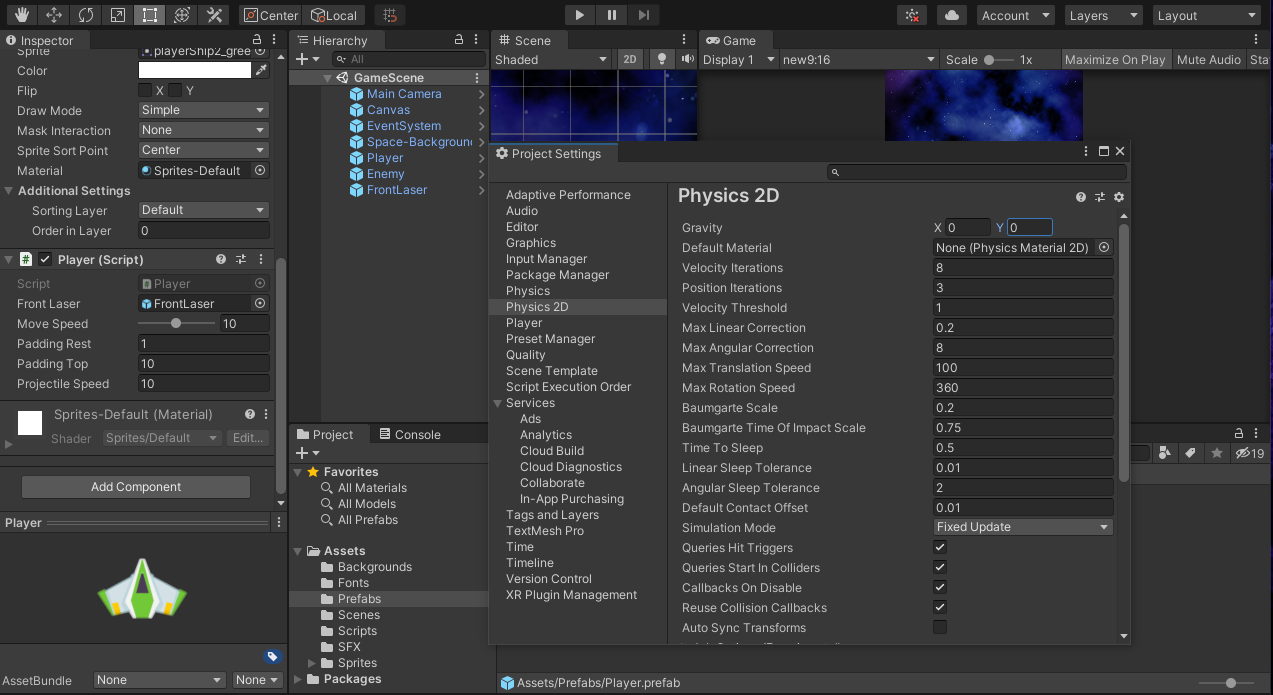 Center
Local
Account
Layers
Layout
Inspector
Sprite
playerShip2_gree
Color
Flip
X
Y
Draw Mode
Simple
Mask Interaction
None
Sprite Sort Point
Center
Material
Sprites-Default
Additional Settings
Sorting Layer
Default
Order in Layer
0
Player (Script)
Script
Player
Front Laser
FrontLaser
Move Speed
10
Padding Rest
1
Padding Top
10
Projectile Speed
10
Sprites-Default (Material)
Shader
Sprites/Default
Edit...
Add Component
Player
AssetBundle
None
None
Hierarchy
All
GameScene
Main Camera
Canvas
EventSystem
Space-Backgroun
Player
Enemy
FrontLaser
Scene
Shaded
2D
Game
Display 1
new9:16
Scale
1x
Maximize On Play
Mute Audio
Sta
Project
Console
Favorites
All Materials
All Models
All Prefabs
Assets
Backgrounds
Fonts
Prefabs
Scenes
Scripts
SFX
Sprites
Packages
19
Assets/Prefabs/Player.prefab
Project Settings
Adaptive Performance
Audio
Editor
Graphics
Input Manager
Package Manager
Physics
Physics 2D
Player
Preset Manager
Quality
Scene Template
Script Execution Order
Services
Ads
Analytics
Cloud Build
Cloud Diagnostics
Collaborate
In-App Purchasing
Tags and Layers
TextMesh Pro
Time
Timeline
Version Control
XR Plugin Management
Physics 2D
Gravity
X 0
Y 0
Default Material
None (Physics Material 2D)
Velocity Iterations
8
Position Iterations
3
Velocity Threshold
1
Max Linear Correction
0.2
Max Angular Correction
8
Max Translation Speed
100
Max Rotation Speed
360
Baumgarte Scale
0.2
Baumgarte Time Of Impact Scale
0.75
Time To Sleep
0.5
Linear Sleep Tolerance
0.01
Angular Sleep Tolerance
2
Default Contact Offset
0.01
Simulation Mode
Fixed Update
Queries Hit Triggers
Queries Start In Colliders
Callbacks On Disable
Reuse Collision Callbacks
Auto Sync Transforms